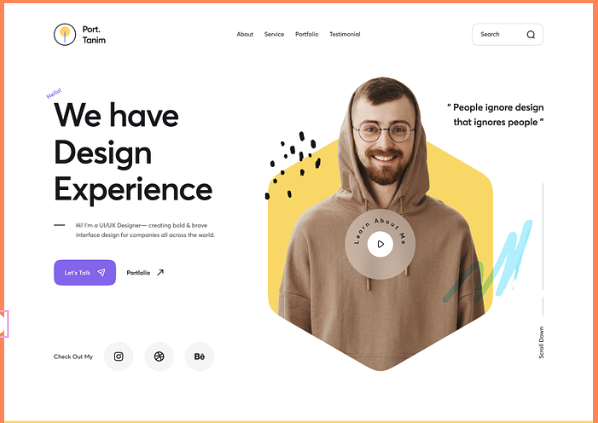 Port.
Tanim
About Service Portfolio Testimonial
Search
Hello!
We have
Design
Experience
Hi! I'm a UI/UX Designer— creating bold & brave
interface design for companies all across the world.
Let's Talk
Portfolio
Check Out My
Bē
" People ignore design
that ignores people "
Learn About Me
Scroll Down